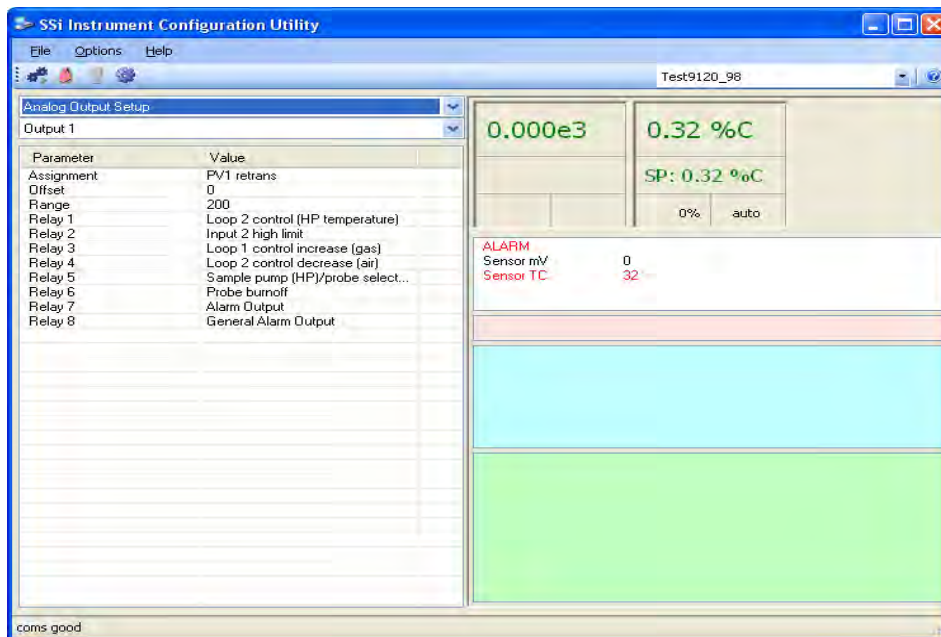 SSi Instrument Configuration Utility
File Options Help
Test9120_98
Analog Output Setup
Output 1
Parameter Value
Assignment PV1 retrans
Offset 0
Range 200
Relay 1 Loop 2 control (HP temperature)
Relay 2 Input 2 high limit
Relay 3 Loop 1 control increase (gas)
Relay 4 Loop 2 control decrease (air)
Relay 5 Sample pump (HP)/probe select...
Relay 6 Probe burnoff
Relay 7 Alarm Output
Relay 8 General Alarm Output
0.000e3
0.32 %C
SP: 0.32 %C
0% auto
ALARM
Sensor mV 0
Sensor TC 32
coms good